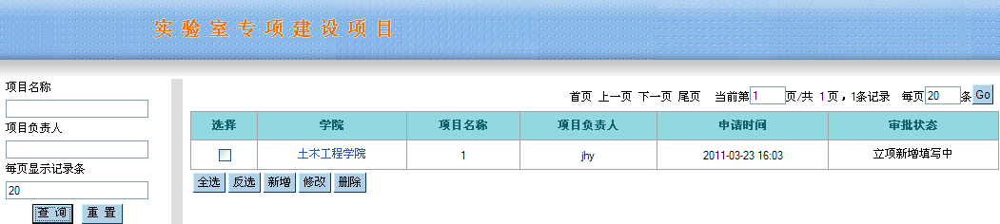 实验室专项建设项目
项目名称
项目负责人
每页显示记录条
20
查 询 重 置
首页 上一页 下一页 尾页 当前第 1 页/共 1 页，1条记录 每页 20 条 Go
选择 学院 项目名称 项目负责人 申请时间 审批状态
土木工程学院 1 jhy 2011-03-23 16:03 立项新增填写中
全选 反选 新增 修改 删除